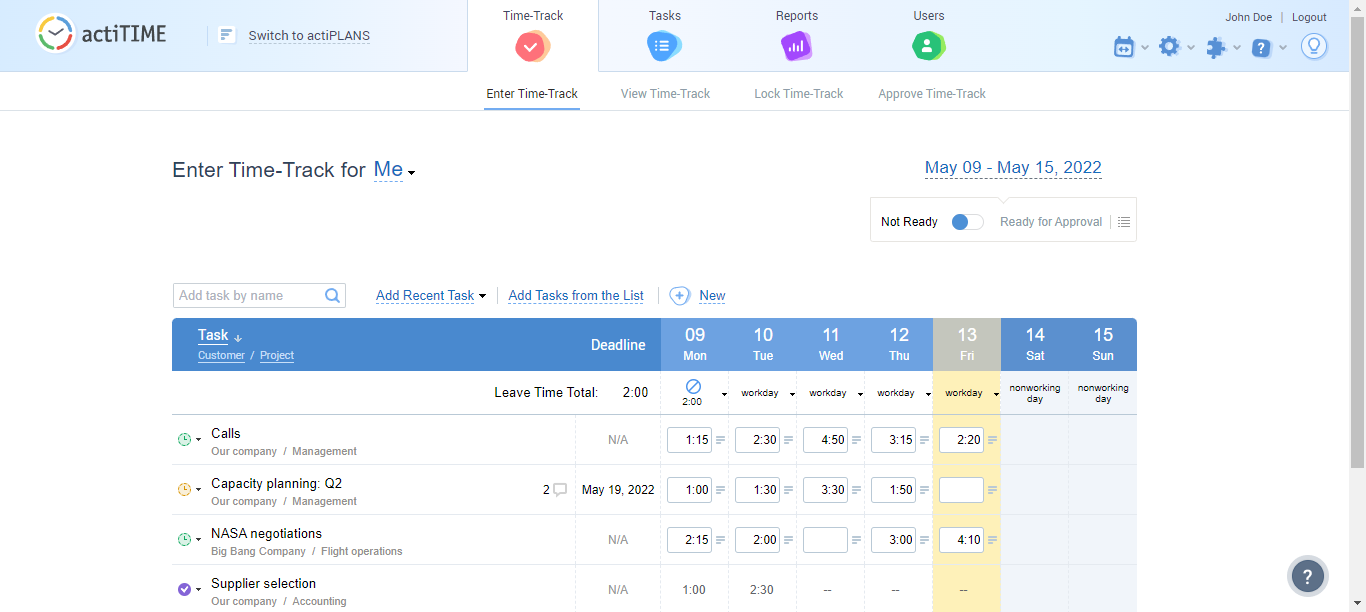 actiTIME
Switch to actiPLANS
Time-Track
Tasks
Reports
Users
John Doe | Logout
Enter Time-Track
View Time-Track
Lock Time-Track
Approve Time-Track
Enter Time-Track for Me
May 09 - May 15, 2022
Not Ready
Ready for Approval
Add task by name
Add Recent Task
Add Tasks from the List
New
Task
Customer / Project
Deadline
09 10 11 12 13 14 15
Mon Tue Wed Thu Fri Sat Sun
Leave Time Total: 2:00
2:00
workday workday workday workday
nonworking day
nonworking day
Calls
Our company / Management
N/A 1:15 2:30 4:50 3:15 2:20
Capacity planning: Q2
Our company / Management
2 May 19, 2022 1:00 1:30 3:30 1:50
NASA negotiations
Big Bang Company / Flight operations
N/A 2:15 2:00 3:00 4:10
Supplier selection
Our company / Accounting
N/A 1:00 2:30 -- -- --
?
?